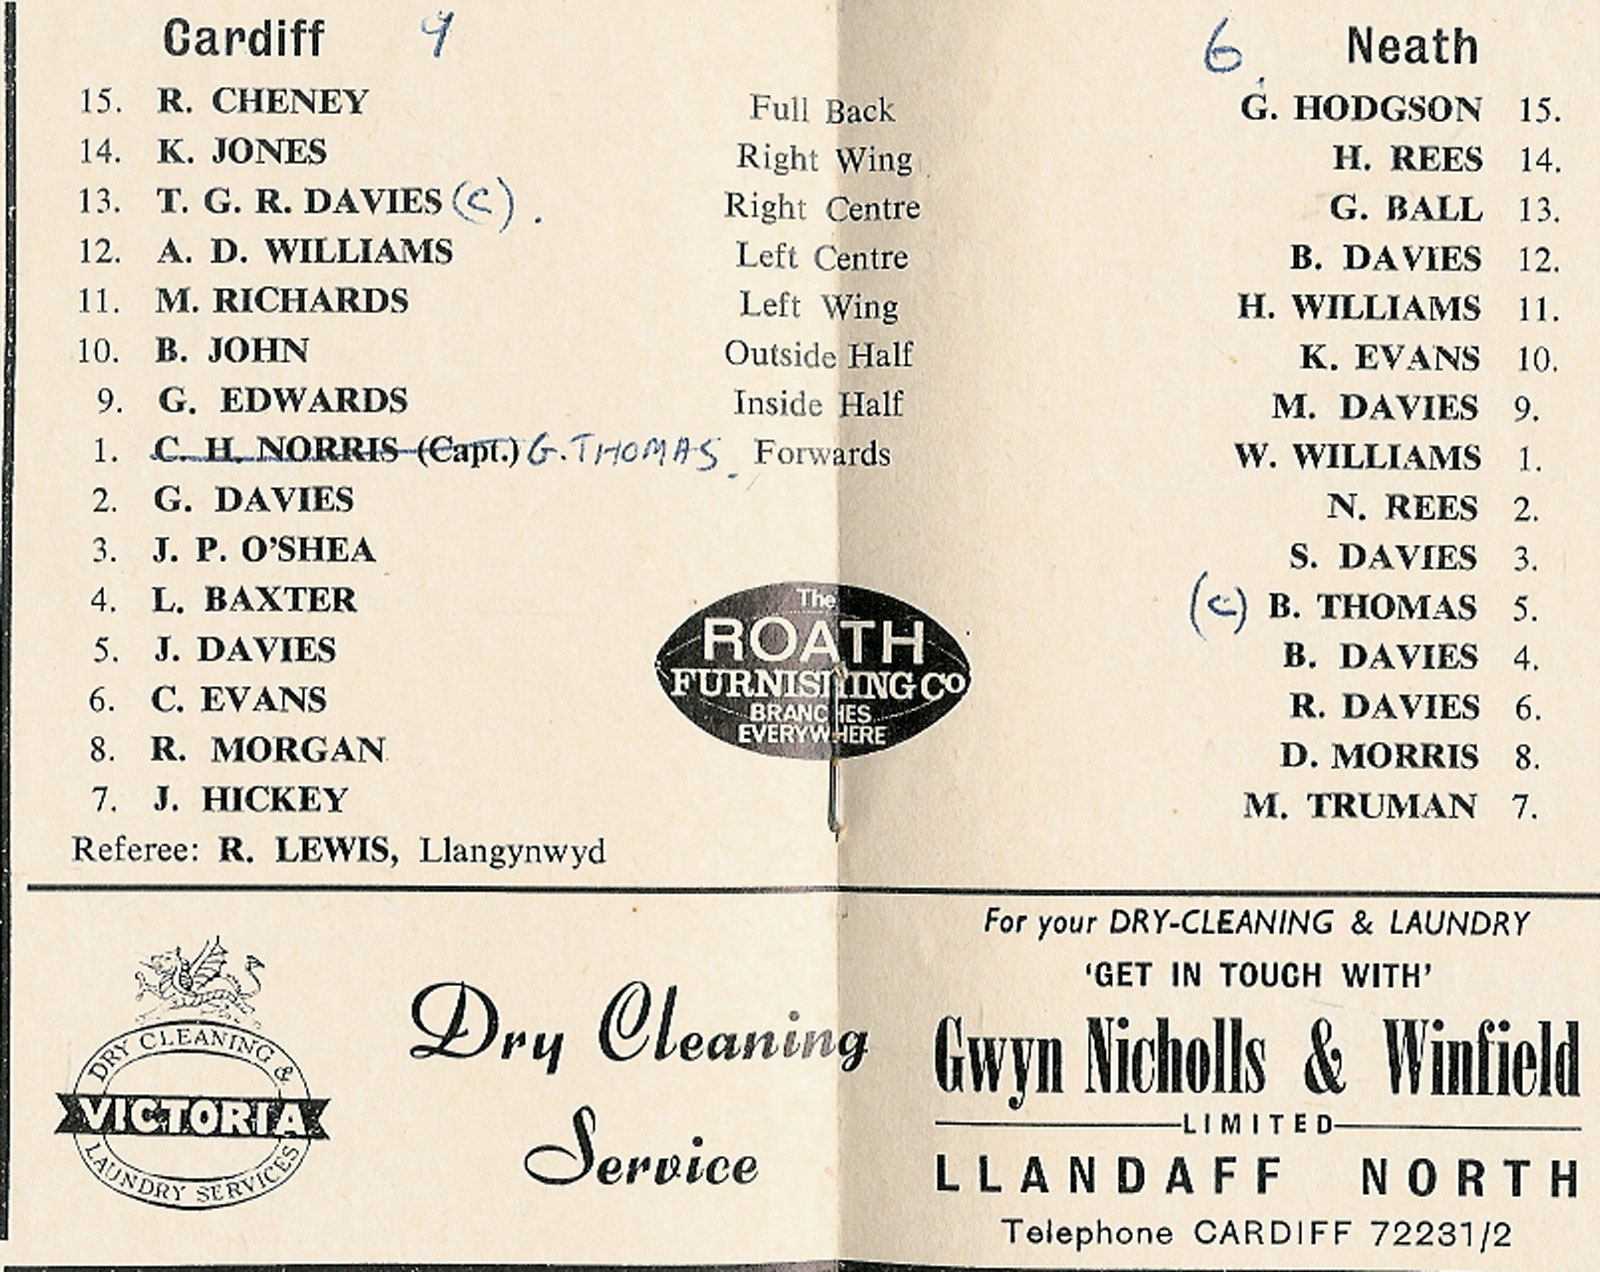 Cardiff 9 6 Neath
15. R. CHENEY Full Back G. HODGSON 15.
14. K. JONES Right Wing H. REES 14.
13. T. G. R. DAVIES (C). Right Centre G. BALL 13.
12. A. D. WILLIAMS Left Centre B. DAVIES 12.
11. M. RICHARDS Left Wing H. WILLIAMS 11.
10. B. JOHN Outside Half K. EVANS 10.
9. G. EDWARDS Inside Half M. DAVIES 9.
1. C. H. NORRIS (Capt.) G. THOMAS. Forwards W. WILLIAMS 1.
2. G. DAVIES N. REES 2.
3. J. P. O'SHEA S. DAVIES 3.
4. L. BAXTER (C) B. THOMAS 5.
5. J. DAVIES B. DAVIES 4.
6. C. EVANS R. DAVIES 6.
8. R. MORGAN D. MORRIS 8.
7. J. HICKEY M. TRUMAN 7.
Referee: R. LEWIS, Llangynwyd
The
ROATH
FURNISHING CO
BRANCHES
EVERYWHERE
DRY CLEANING &
VICTORIA
LAUNDRY SERVICES
Dry Cleaning
Service
For your DRY-CLEANING & LAUNDRY
'GET IN TOUCH WITH'
Gwyn Nicholls & Winfield
LIMITED
LLANDAFF NORTH
Telephone CARDIFF 72231/2